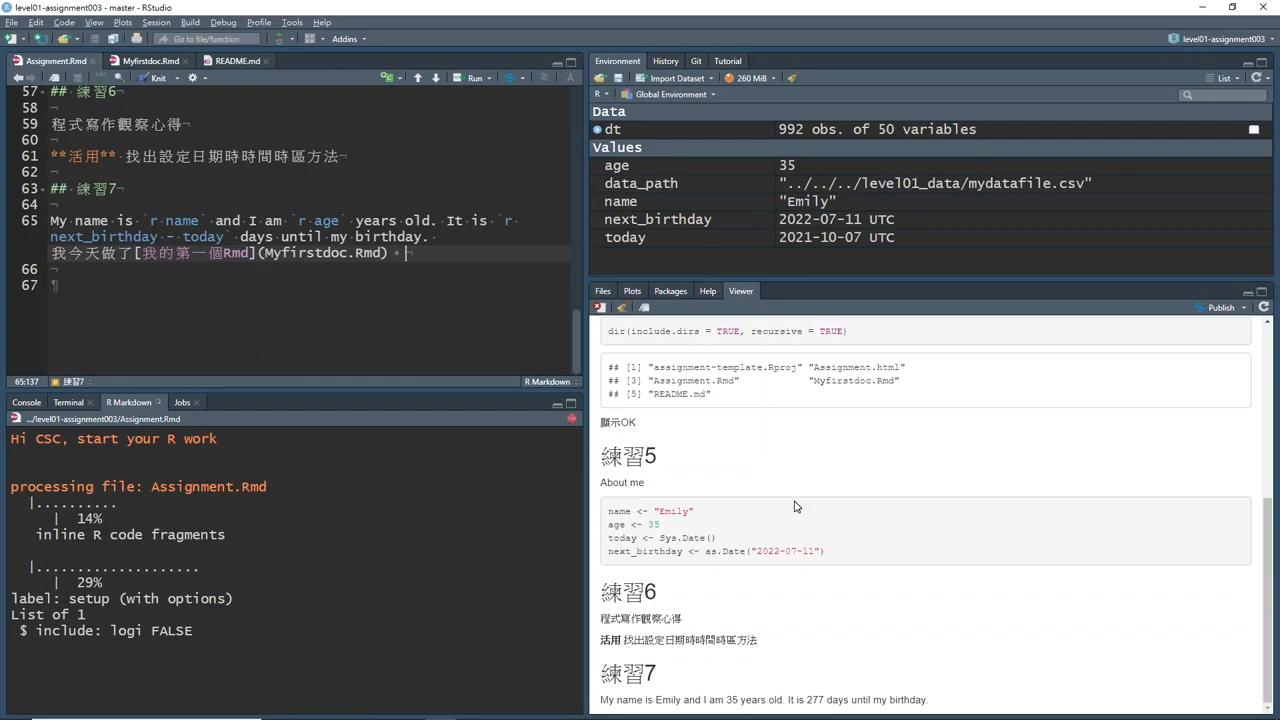 level01-assignment003 - master - RStudio
File Edit Code View Plots Session Build Debug Profile Tools Help
Go to file/function Addins level01-assignment003
Assignment.Rmd Myfirstdoc.Rmd README.md
Knit Run
57 ## 練習6
58
59 程式寫作觀察心得
60
61 **活用** 找出設定日期時時間時區方法
62
63 ## 練習7
64
65 My name is `r name` and I am `r age` years old. It is `r
next_birthday - today` days until my birthday.
我今天做了[我的第一個Rmd](Myfirstdoc.Rmd)。
66
67
65:137 練習7 R Markdown
Console Terminal R Markdown Jobs
.../level01-assignment003/Assignment.Rmd
Hi CSC, start your R work
processing file: Assignment.Rmd
|..........
| 14%
inline R code fragments
|....................
| 29%
label: setup (with options)
List of 1
$ include: logi FALSE
Environment History Git Tutorial
Import Dataset 260 MiB List
R Global Environment
Data
dt 992 obs. of 50 variables
Values
age 35
data_path "../../../level01_data/mydatafile.csv"
name "Emily"
next_birthday 2022-07-11 UTC
today 2021-10-07 UTC
Files Plots Packages Help Viewer
Publish
dir(include.dirs = TRUE, recursive = TRUE)
## [1] "assignment-template.Rproj" "Assignment.html"
## [3] "Assignment.Rmd" "Myfirstdoc.Rmd"
## [5] "README.md"
顯示OK
練習5
About me
name <- "Emily"
age <- 35
today <- Sys.Date()
next_birthday <- as.Date("2022-07-11")
練習6
程式寫作觀察心得
活用 找出設定日期時時間時區方法
練習7
My name is Emily and I am 35 years old. It is 277 days until my birthday.